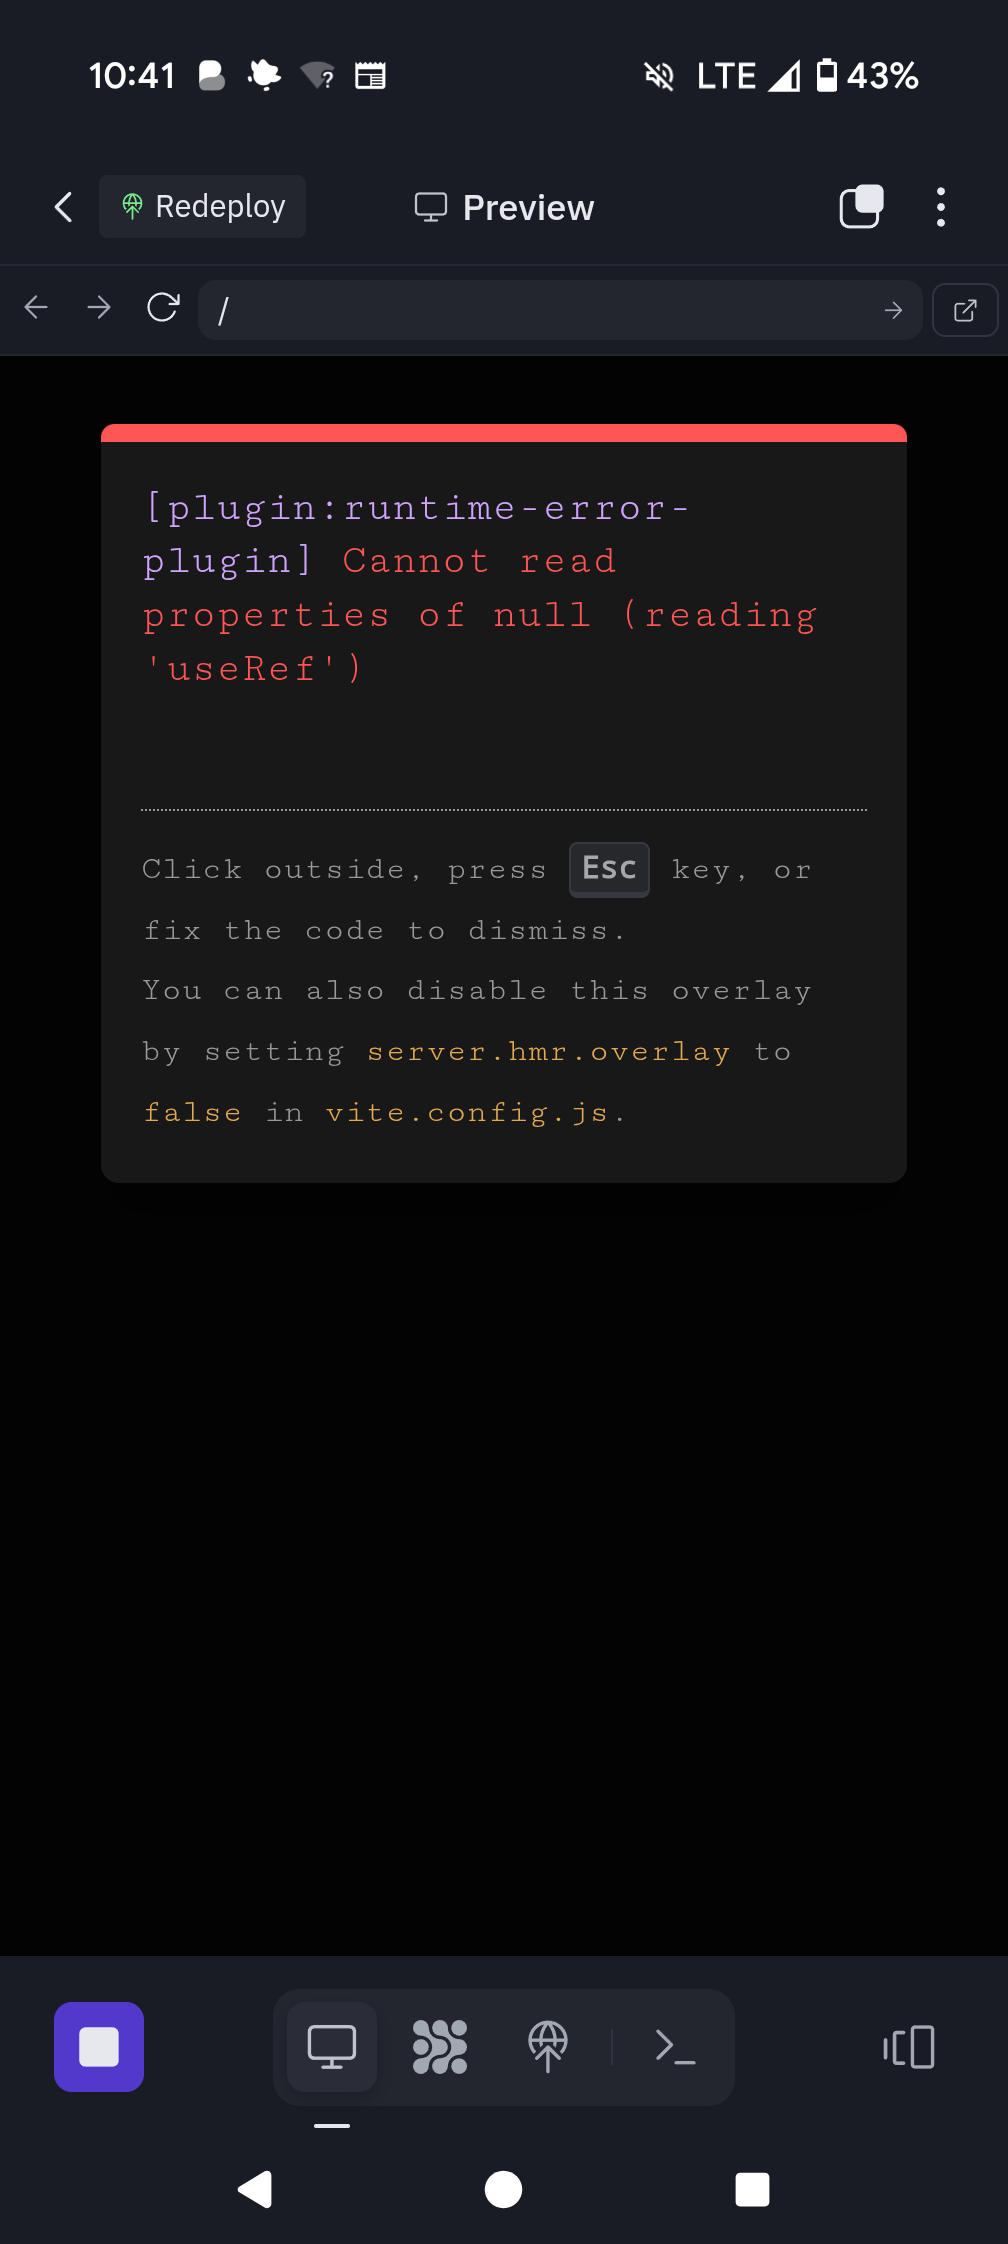 10:41
LTE 43%
Redeploy
Preview
/
[plugin:runtime-error-
plugin] Cannot read
properties of null (reading
'useRef')
Click outside, press Esc key, or
fix the code to dismiss.
You can also disable this overlay
by setting server.hmr.overlay to
false in vite.config.js.